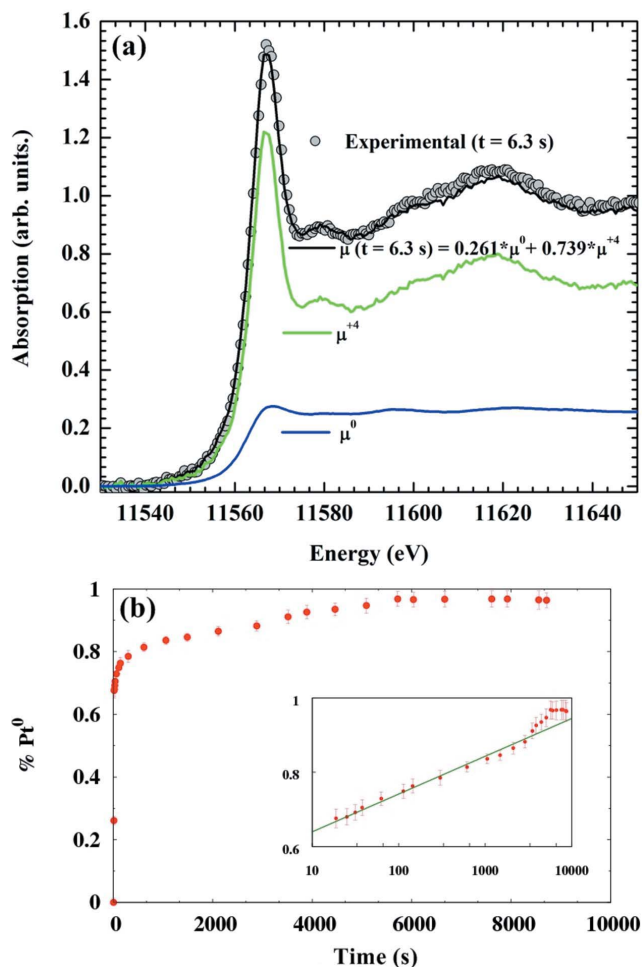 (a)
1.6
1.4
1.2
1.0
0.8
0.6
0.4
0.2
0.0
Absorption (arb. units.)
Experimental (t = 6.3 s)
μ (t = 6.3 s) = 0.261*μ⁰+ 0.739*μ⁺⁴
μ⁺⁴
μ⁰
11540 11560 11580 11600 11620 11640
Energy (eV)
(b)
1
0.8
0.6
0.4
0.2
0
% Pt⁰
1
0.8
0.6
10 100 1000 10000
0 2000 4000 6000 8000 10000
Time (s)